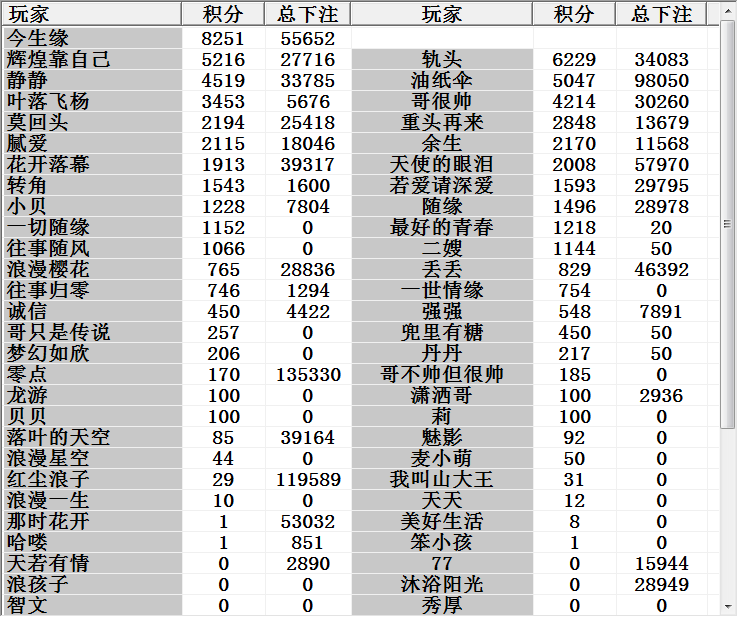 玩家 积分 总下注 玩家 积分 总下注
今生缘 8251 55652
辉煌靠自己 5216 27716 轨头 6229 34083
静静 4519 33785 油纸伞 5047 98050
叶落飞杨 3453 5676 哥很帅 4214 30260
莫回头 2194 25418 重头再来 2848 13679
腻爱 2115 18046 余生 2170 11568
花开落幕 1913 39317 天使的眼泪 2008 57970
转角 1543 1600 若爱请深爱 1593 29795
小贝 1228 7804 随缘 1496 28978
一切随缘 1152 0 最好的青春 1218 20
往事随风 1066 0 二嫂 1144 50
浪漫樱花 765 28836 丢丢 829 46392
往事归零 746 1294 一世情缘 754 0
诚信 450 4422 强强 548 7891
哥只是传说 257 0 兜里有糖 450 50
梦幻如欣 206 0 丹丹 217 50
零点 170 135330 哥不帅但很帅 185 0
龙游 100 0 潇洒哥 100 2936
贝贝 100 0 莉 100 0
落叶的天空 85 39164 魅影 92 0
浪漫星空 44 0 麦小萌 50 0
红尘浪子 29 119589 我叫山大王 31 0
浪漫一生 10 0 天天 12 0
那时花开 1 53032 美好生活 8 0
哈喽 1 851 笨小孩 1 0
天若有情 0 2890 77 0 15944
浪孩子 0 0 沐浴阳光 0 28949
智文 0 0 秀厚 0 0